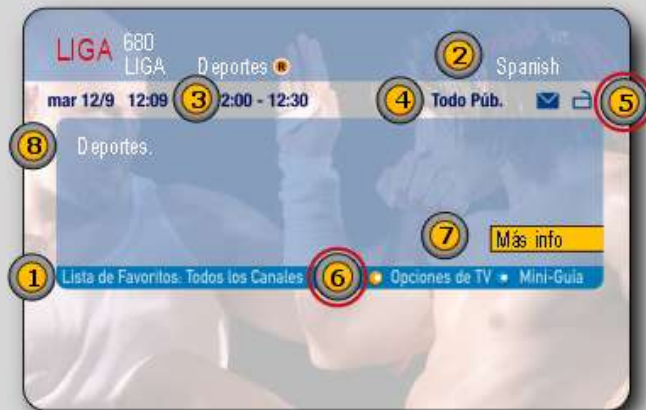 680
LIGA LIGA Deportes R
2 Spanish
mar 12/9 12:09 3 2:00 - 12:30 4 Todo Púb. 5
8 Deportes.
7 Más info
1 Lista de Favoritos: Todos los Canales 6 Opciones de TV Mini-Guía